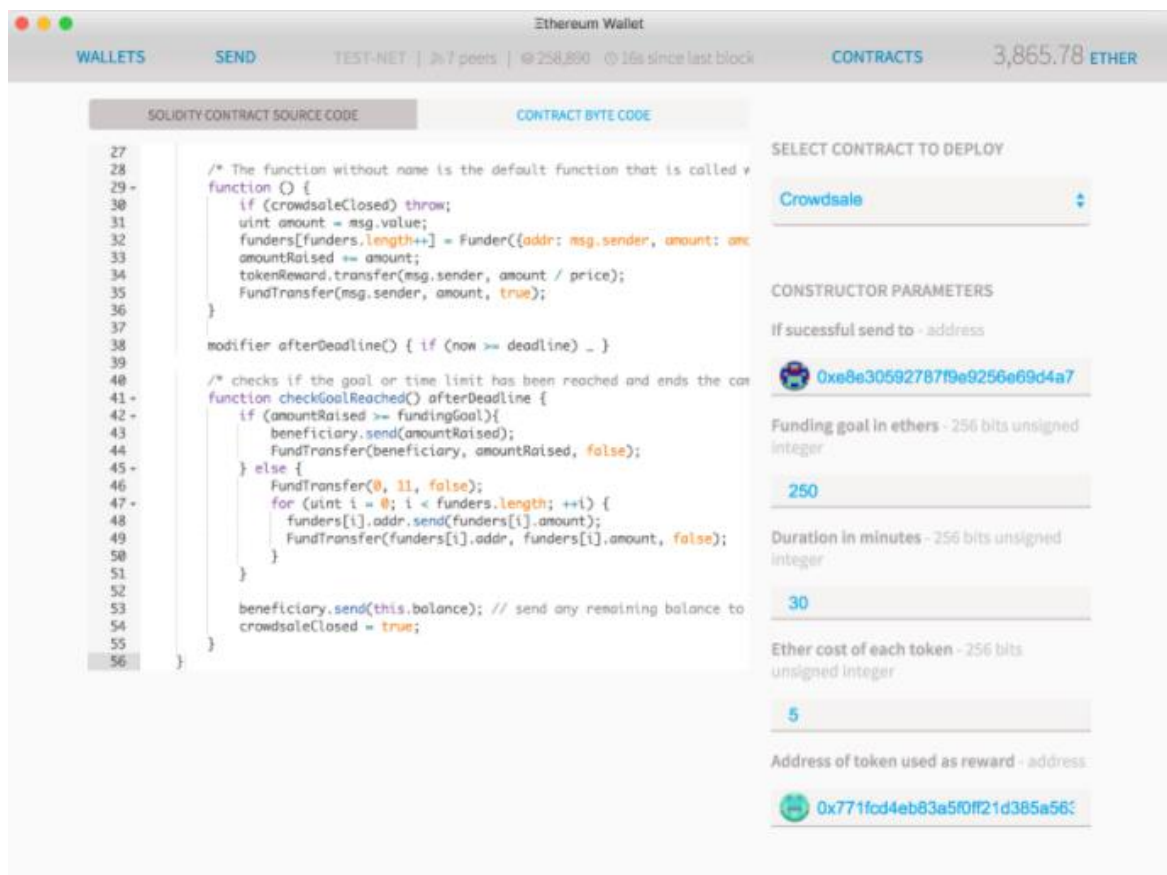 Ξthereum Wallet
WALLETS SEND TEST-NET | 7 peers | 258,890 16s since last block CONTRACTS 3,865.78 ETHER
SOLIDITY CONTRACT SOURCE CODE CONTRACT BYTE CODE
27
28 /* The function without name is the default function that is called w
29 function () {
30 if (crowdsaleClosed) throw;
31 uint amount = msg.value;
32 funders[funders.length++] = Funder({addr: msg.sender, amount: amo
33 amountRaised += amount;
34 tokenReward.transfer(msg.sender, amount / price);
35 FundTransfer(msg.sender, amount, true);
36 }
37
38 modifier afterDeadline() { if (now >= deadline) _ }
39
40 /* checks if the goal or time limit has been reached and ends the cam
41 function checkGoalReached() afterDeadline {
42 if (amountRaised >= fundingGoal){
43 beneficiary.send(amountRaised);
44 FundTransfer(beneficiary, amountRaised, false);
45 } else {
46 FundTransfer(0, 11, false);
47 for (uint i = 0; i < funders.length; ++i) {
48 funders[i].addr.send(funders[i].amount);
49 FundTransfer(funders[i].addr, funders[i].amount, false);
50 }
51 }
52
53 beneficiary.send(this.balance); // send any remaining balance to
54 crowdsaleClosed = true;
55 }
56 }
SELECT CONTRACT TO DEPLOY
Crowdsale
CONSTRUCTOR PARAMETERS
If sucessful send to - address
0xe8e30592787f9e9256e69d4a7
Funding goal in ethers - 256 bits unsigned
integer
250
Duration in minutes - 256 bits unsigned
integer
30
Ether cost of each token - 256 bits
unsigned integer
5
Address of token used as reward - address
0x771fcd4eb83a5f0ff21d385a563